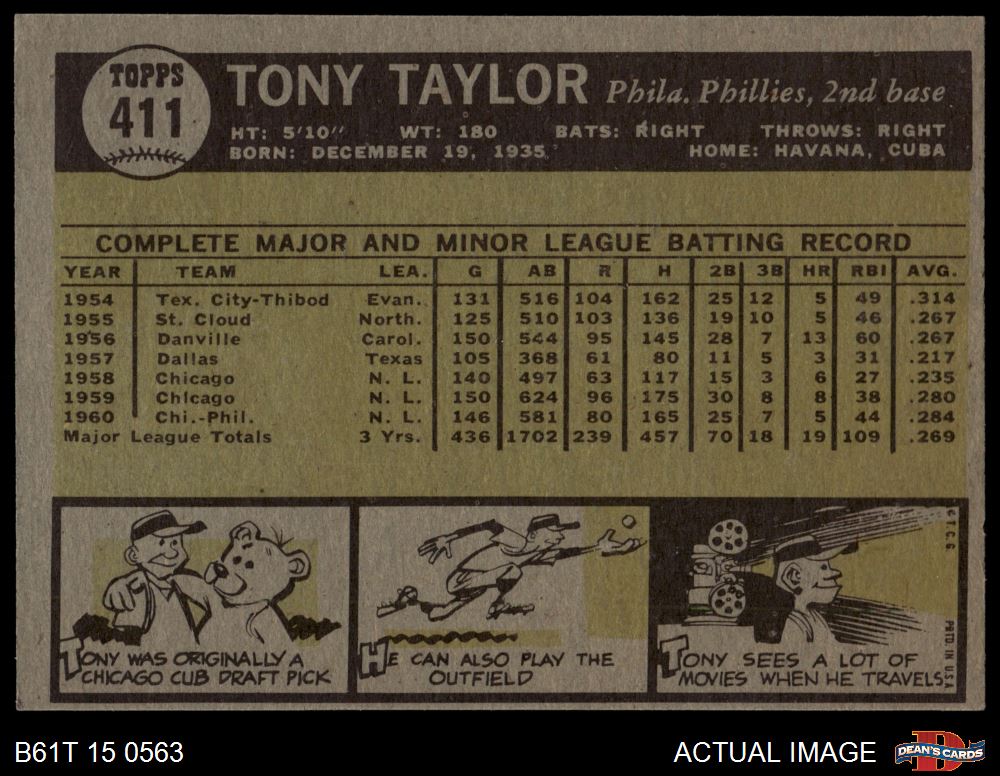 TOPPS
411
TONY TAYLOR Phila. Phillies, 2nd base
HT: 5'10" WT: 180 BATS: RIGHT THROWS: RIGHT
BORN: DECEMBER 19, 1935 HOME: HAVANA, CUBA
COMPLETE MAJOR AND MINOR LEAGUE BATTING RECORD
YEAR TEAM LEA. G AB R H 2B 3B HR RBI AVG.
1954 Tex. City-Thibod Evan. 131 516 104 162 25 12 5 49 .314
1955 St. Cloud North. 125 510 103 136 19 10 5 46 .267
1956 Danville Carol. 150 544 95 145 28 7 13 60 .267
1957 Dallas Texas 105 368 61 80 11 5 3 31 .217
1958 Chicago N. L. 140 497 63 117 15 3 6 27 .235
1959 Chicago N. L. 150 624 96 175 30 8 8 38 .280
1960 Chi.-Phil. N. L. 146 581 80 165 25 7 5 44 .284
Major League Totals 3 Yrs. 436 1702 239 457 70 18 19 109 .269
TONY WAS ORIGINALLY A
CHICAGO CUB DRAFT PICK
HE CAN ALSO PLAY THE
OUTFIELD
TONY SEES A LOT OF
MOVIES WHEN HE TRAVELS
©T.C.G.
PRTD. IN U.S.A.
B61T 15 0563
ACTUAL IMAGE
DEAN'S CARDS